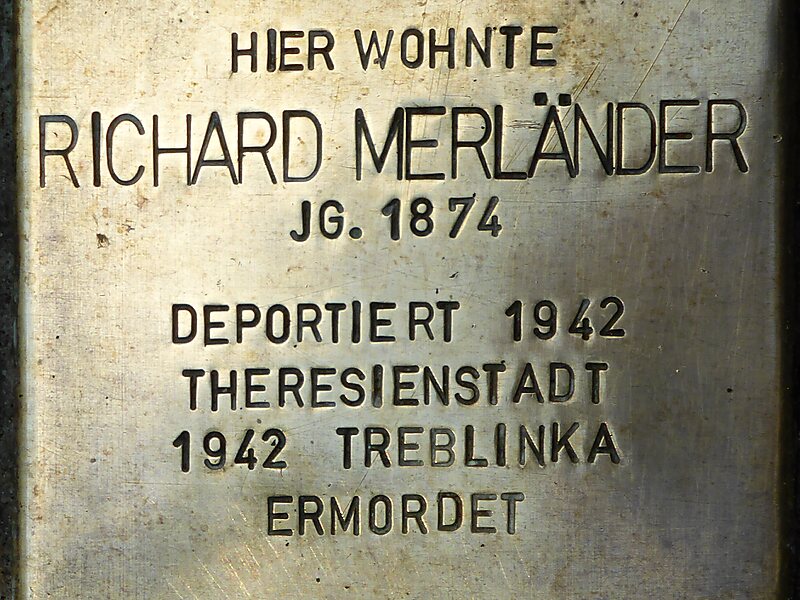 HIER WOHNTE
RICHARD MERLÄNDER
JG. 1874
DEPORTIERT 1942
THERESIENSTADT
1942 TREBLINKA
ERMORDET